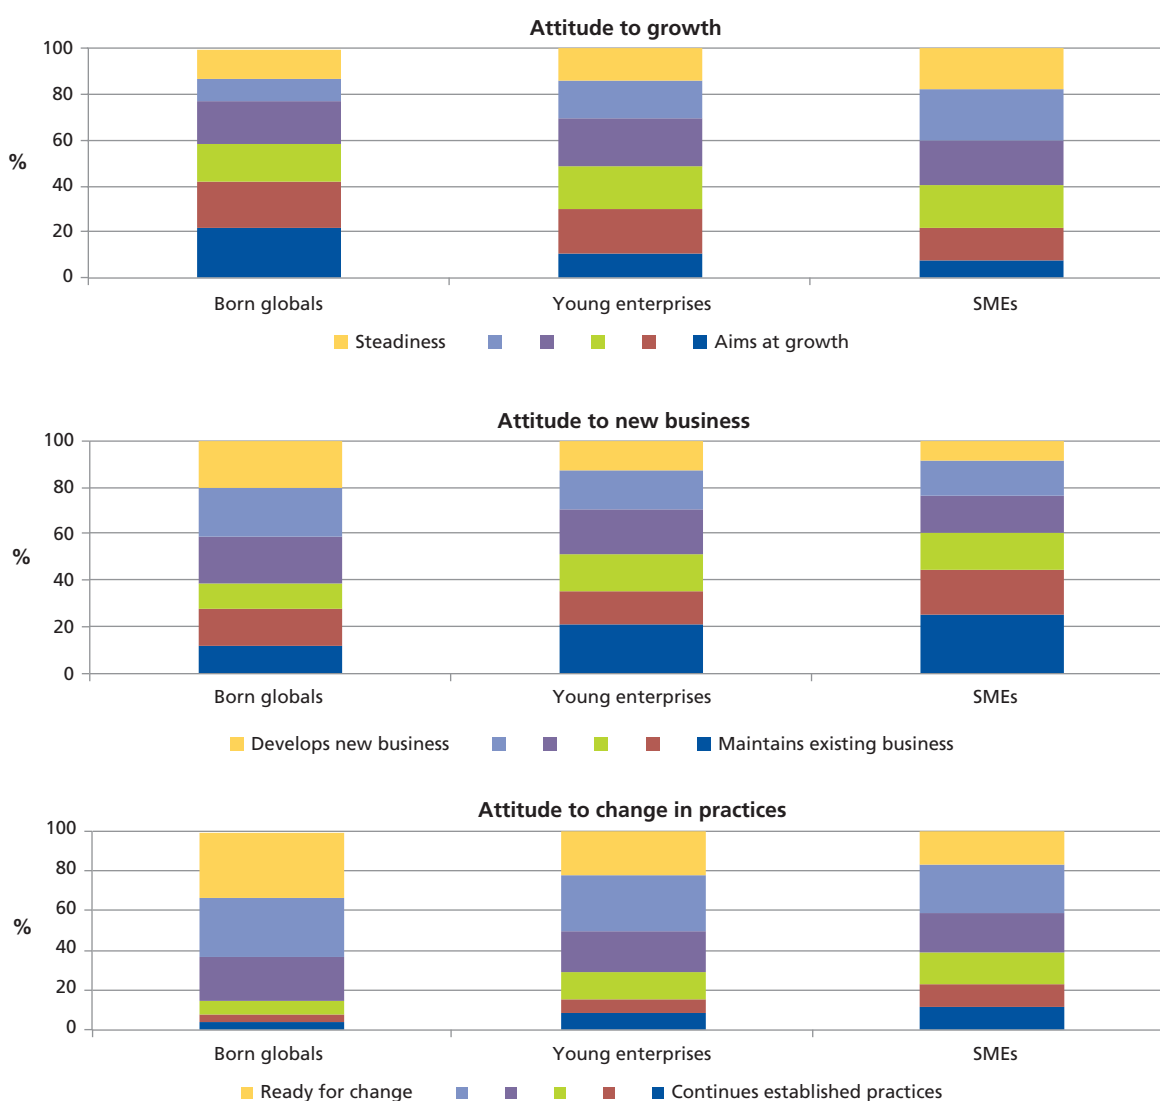 Attitude to growth
100
80
60
%
40
20
0
Born globals Young enterprises SMEs
Steadiness Aims at growth
Attitude to new business
100
80
60
%
40
20
0
Born globals Young enterprises SMEs
Develops new business Maintains existing business
Attitude to change in practices
100
80
60
%
40
20
0
Born globals Young enterprises SMEs
Ready for change Continues established practices